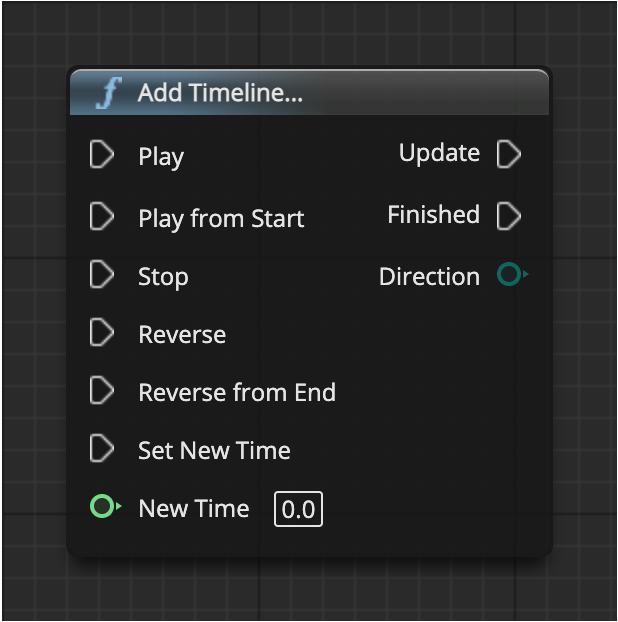 Add Timeline...
Play
Update
Play from Start
Finished
Stop
Direction
Reverse
Reverse from End
Set New Time
New Time 0.0